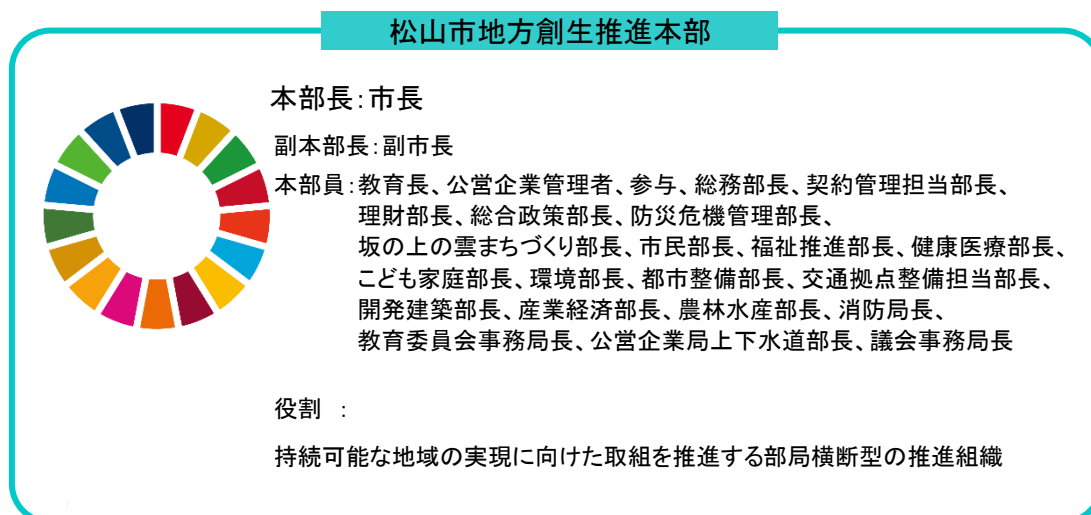 松山市地方創生推進本部
本部長：市長
副本部長：副市長
本部員：教育長、公営企業管理者、参与、総務部長、契約管理担当部長、
理財部長、総合政策部長、防災危機管理部長、
坂の上の雲まちづくり部長、市民部長、福祉推進部長、健康医療部長、
こども家庭部長、環境部長、都市整備部長、交通拠点整備担当部長、
開発建築部長、産業経済部長、農林水産部長、消防局長、
教育委員会事務局長、公営企業局上下水道部長、議会事務局長
役割　：
持続可能な地域の実現に向けた取組を推進する部局横断型の推進組織